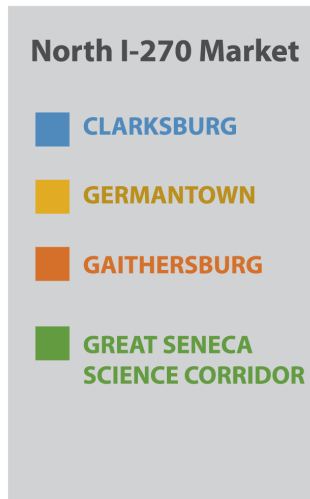 North I-270 Market
CLARKSBURG
GERMANTOWN
GAITHERSBURG
GREAT SENECA
SCIENCE CORRIDOR